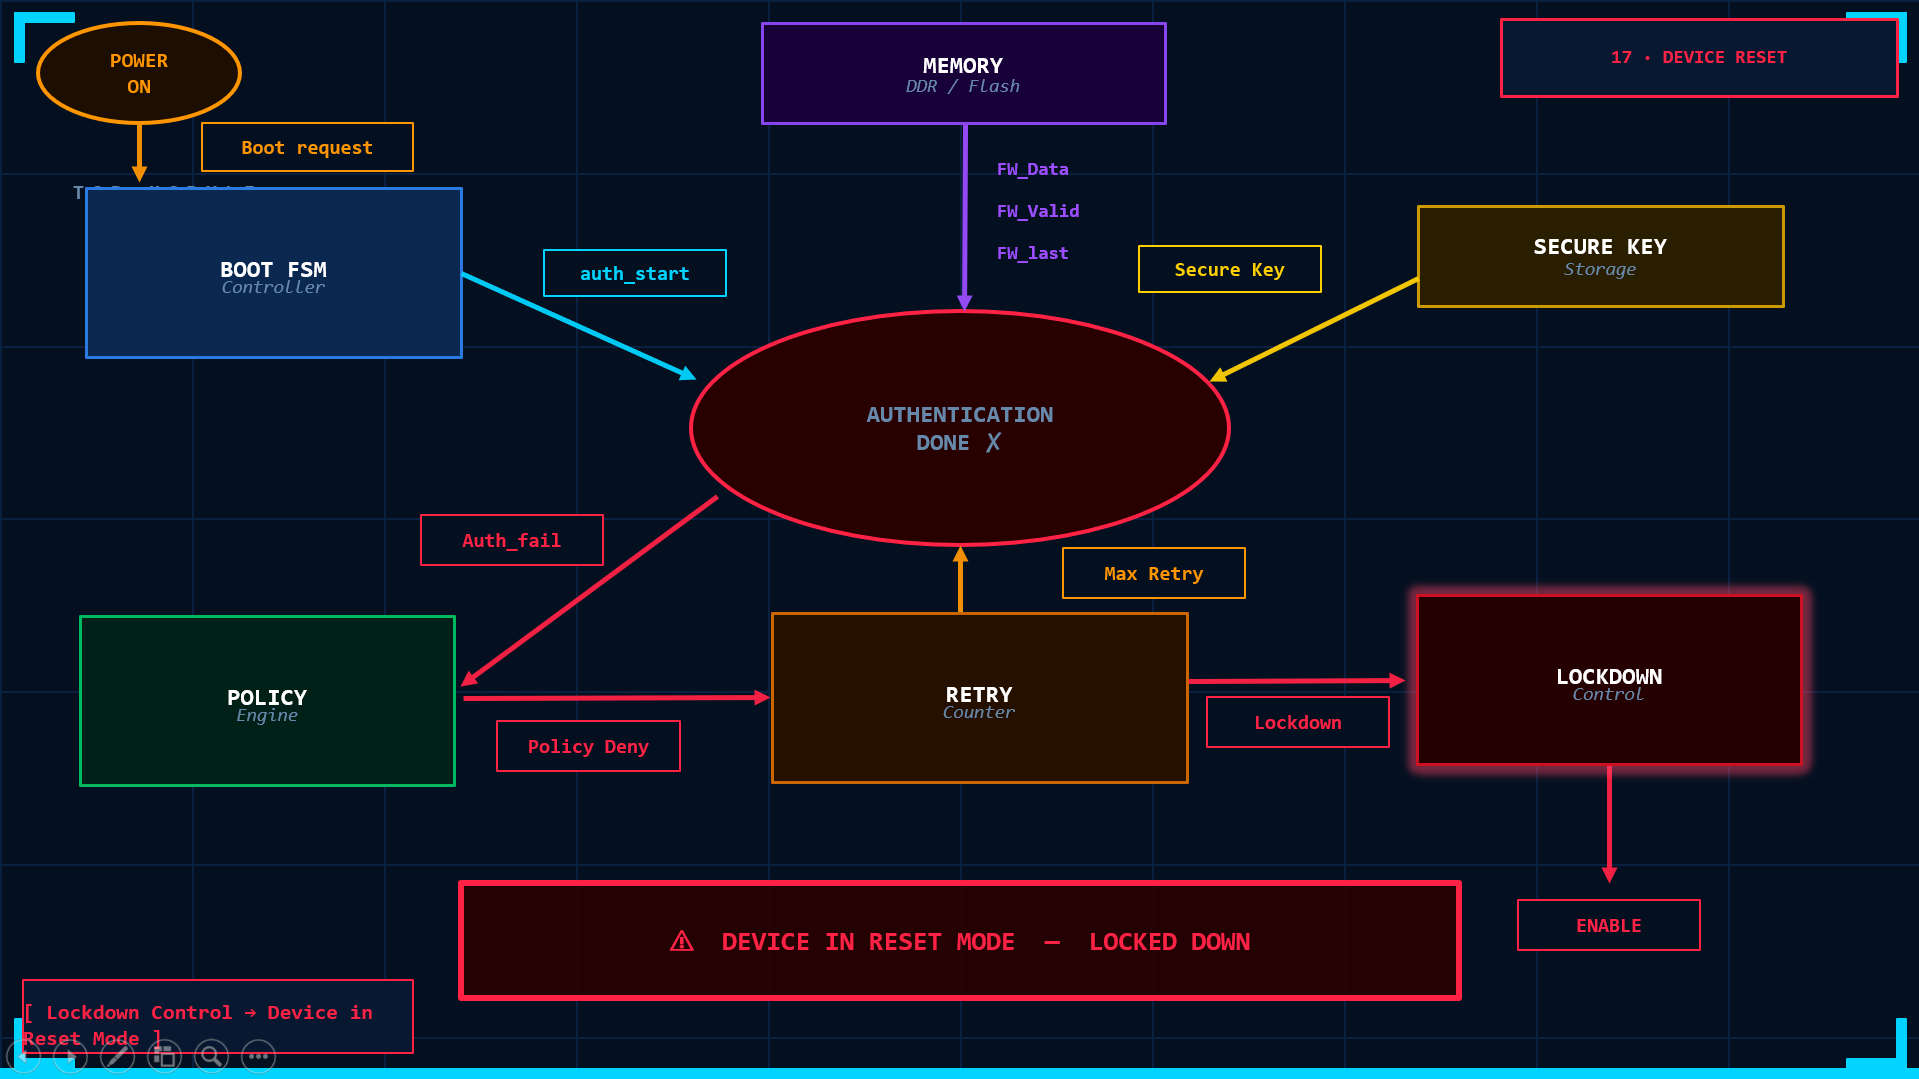 POWER
ON
MEMORY
DDR / Flash
17 · DEVICE RESET
Boot request
FW_Data
FW_Valid
FW_last
BOOT FSM
Controller
auth_start
Secure Key
SECURE KEY
Storage
AUTHENTICATION
DONE ✗
Auth_fail
Max Retry
POLICY
Engine
Policy Deny
RETRY
Counter
Lockdown
LOCKDOWN
Control
ENABLE
⚠ DEVICE IN RESET MODE — LOCKED DOWN
[ Lockdown Control → Device in
Reset Mode ]